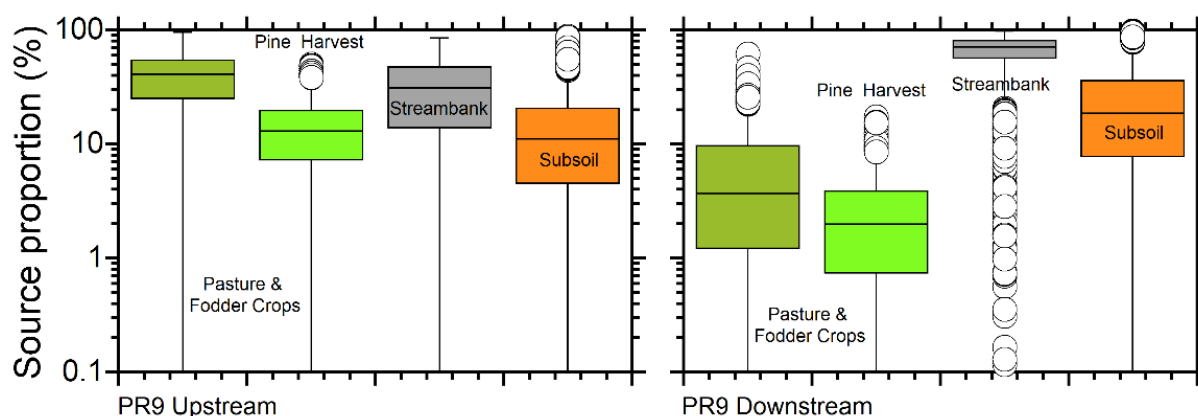 Source proportion (%)
100
10
1
0.1
Pine Harvest
Streambank
Subsoil
Pasture &
Fodder Crops
PR9 Upstream
Pine Harvest
Streambank
Subsoil
Pasture &
Fodder Crops
PR9 Downstream